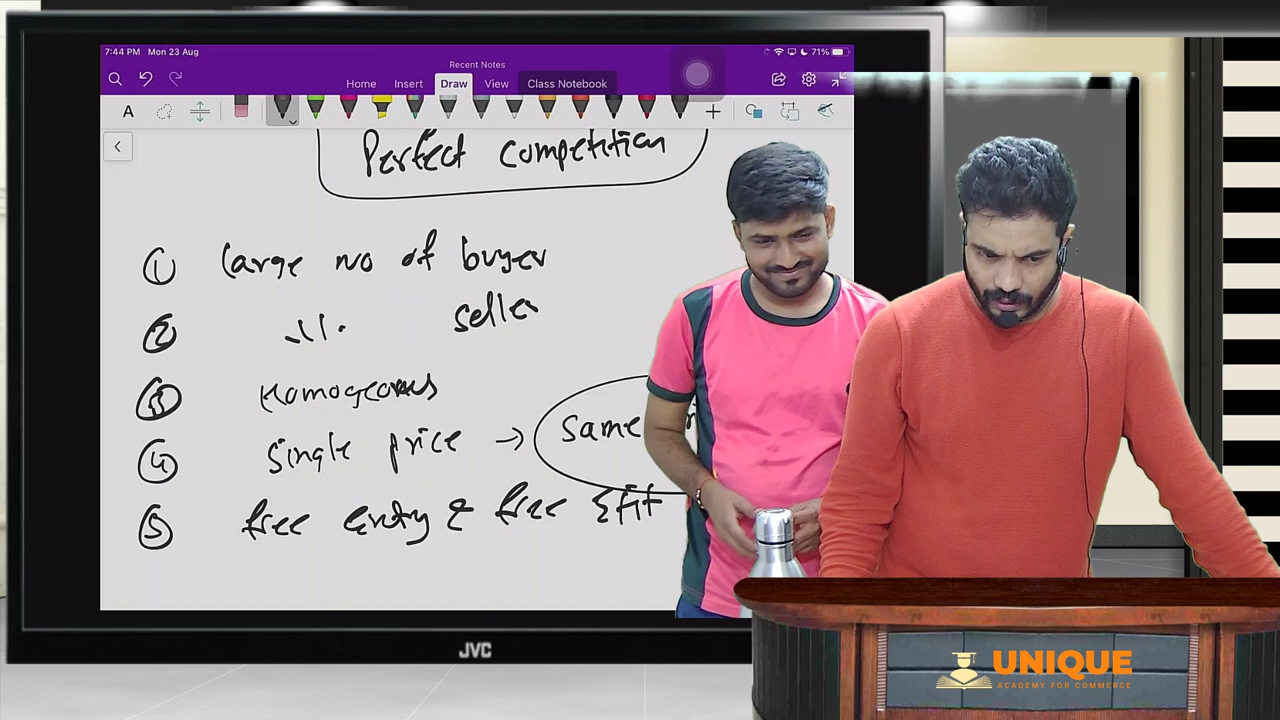 7:44 PM Mon 23 Aug
71%
Recent Notes
Home Insert Draw View Class Notebook
A
Perfect competition
1 large no of buyer
2 ,, seller
3 Homogeous
4 Single price → same
5 free entry & free Exit
JVC
UNIQUE
ACADEMY FOR COMMERCE